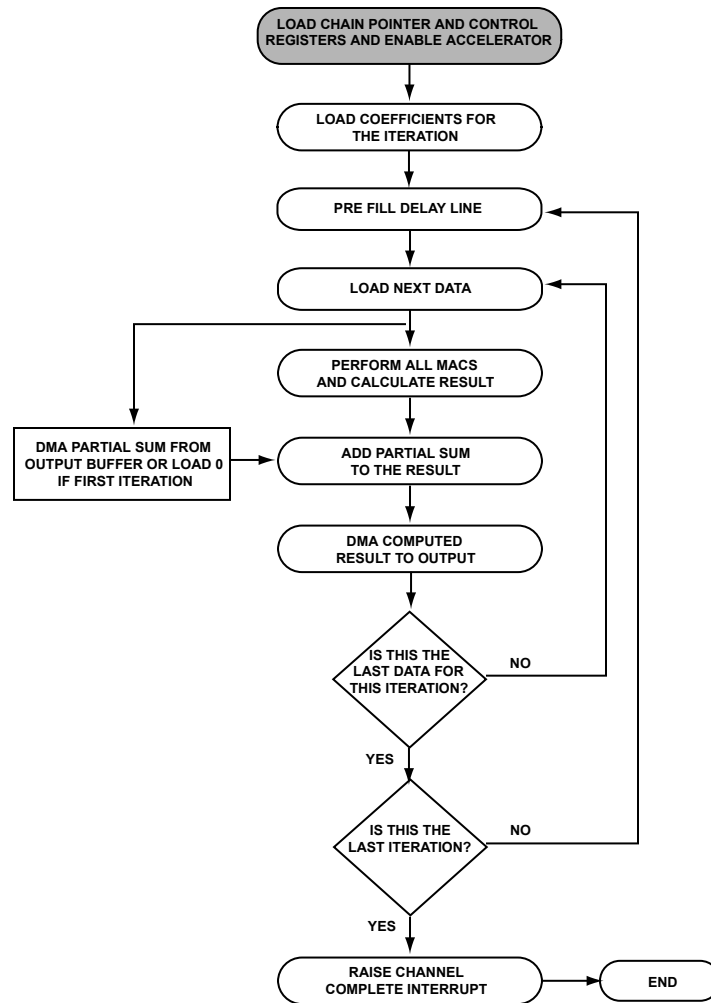 LOAD CHAIN POINTER AND CONTROL
REGISTERS AND ENABLE ACCELERATOR
LOAD COEFFICIENTS FOR
THE ITERATION
PRE FILL DELAY LINE
LOAD NEXT DATA
PERFORM ALL MACS
AND CALCULATE RESULT
DMA PARTIAL SUM FROM
OUTPUT BUFFER OR LOAD 0
IF FIRST ITERATION
ADD PARTIAL SUM
TO THE RESULT
DMA COMPUTED
RESULT TO OUTPUT
IS THIS THE
LAST DATA FOR
THIS ITERATION?
NO
YES
IS THIS THE
LAST ITERATION?
NO
YES
RAISE CHANNEL
COMPLETE INTERRUPT
END